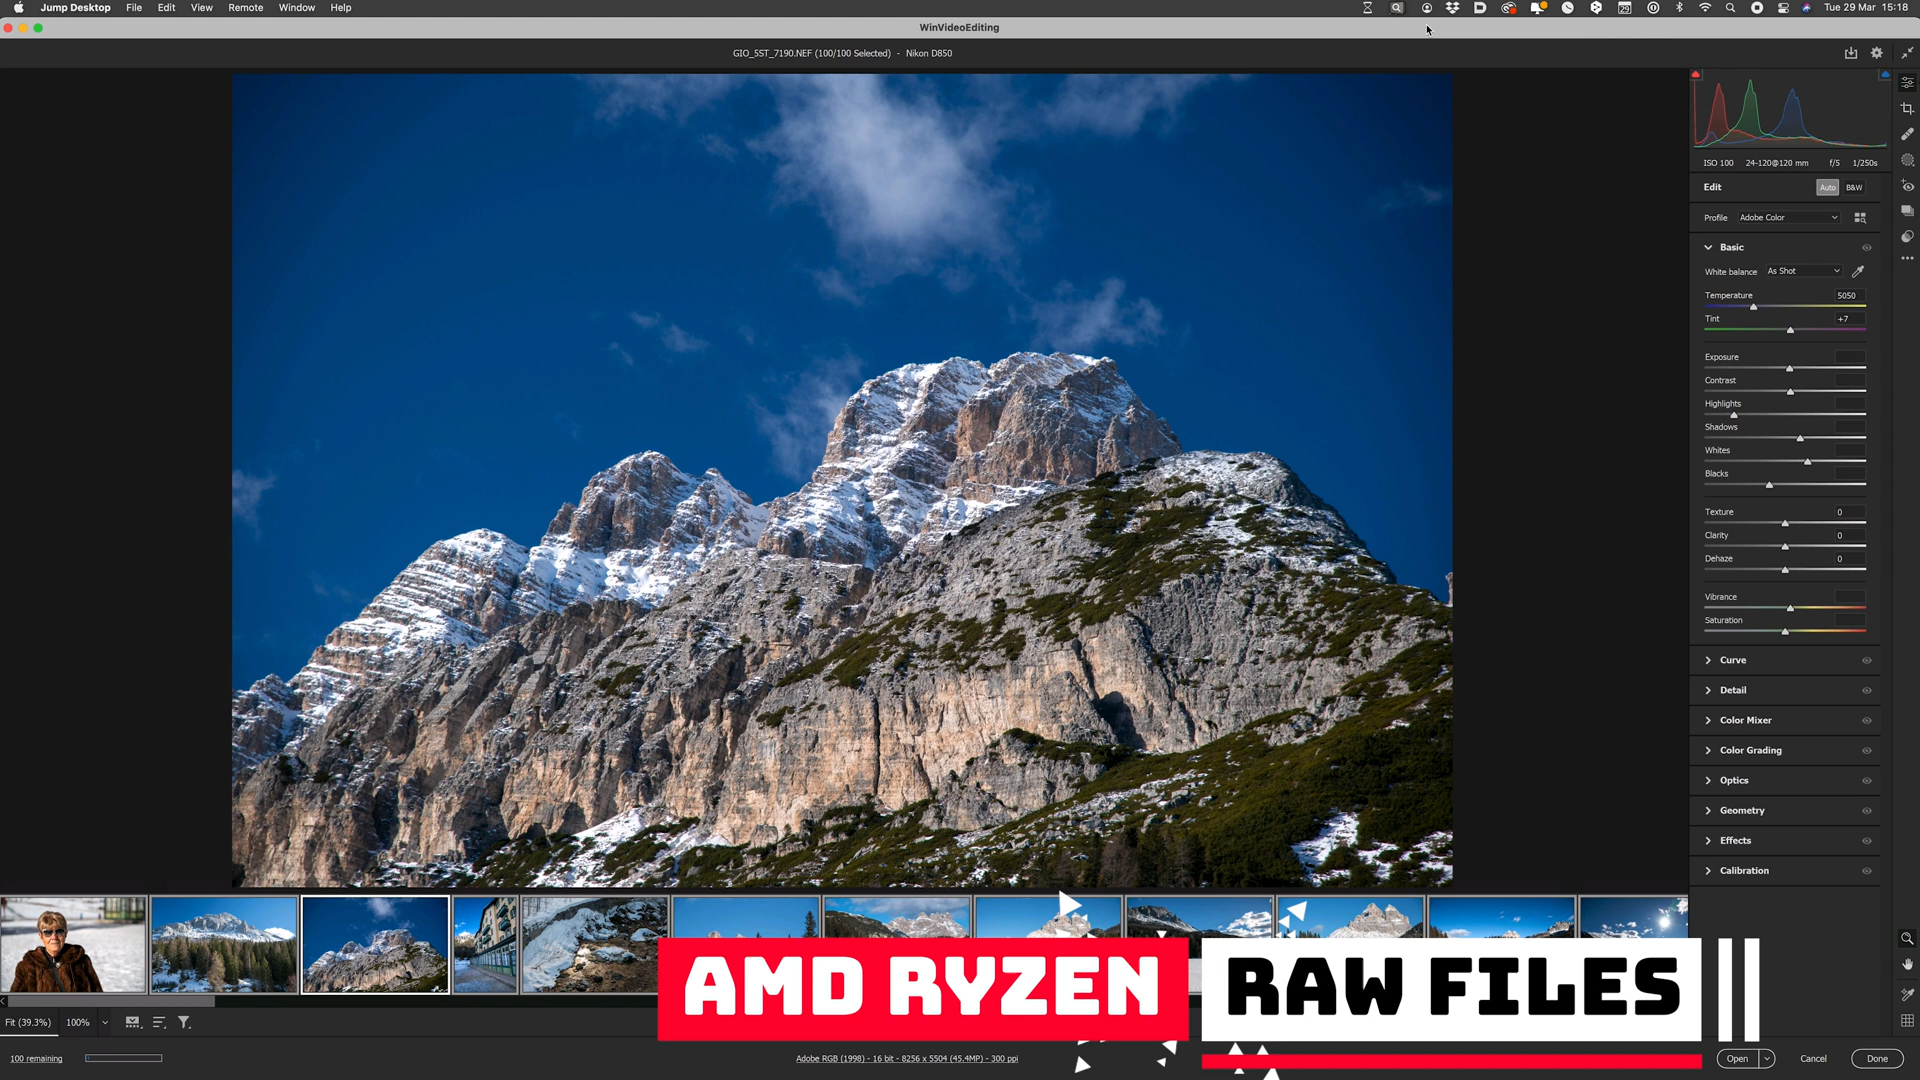 Jump Desktop File Edit View Remote Window Help Tue 29 Mar 15:18
WinVideoEditing
GIO_5ST_7190.NEF (100/100 Selected) - Nikon D850
ISO 100 24-120@120 mm f/5 1/250s
Edit Auto B&W
Profile Adobe Color
Basic
White balance As Shot
Temperature 5050
Tint +7
Exposure
Contrast
Highlights
Shadows
Whites
Blacks
Texture 0
Clarity 0
Dehaze 0
Vibrance
Saturation
Curve
Detail
Color Mixer
Color Grading
Optics
Geometry
Effects
Calibration
AMD RYZEN RAW FILES
Fit (39.3%) 100%
100 remaining Adobe RGB (1998) - 16 bit - 8256 x 5504 (45.4MP) - 300 ppi Open Cancel Done